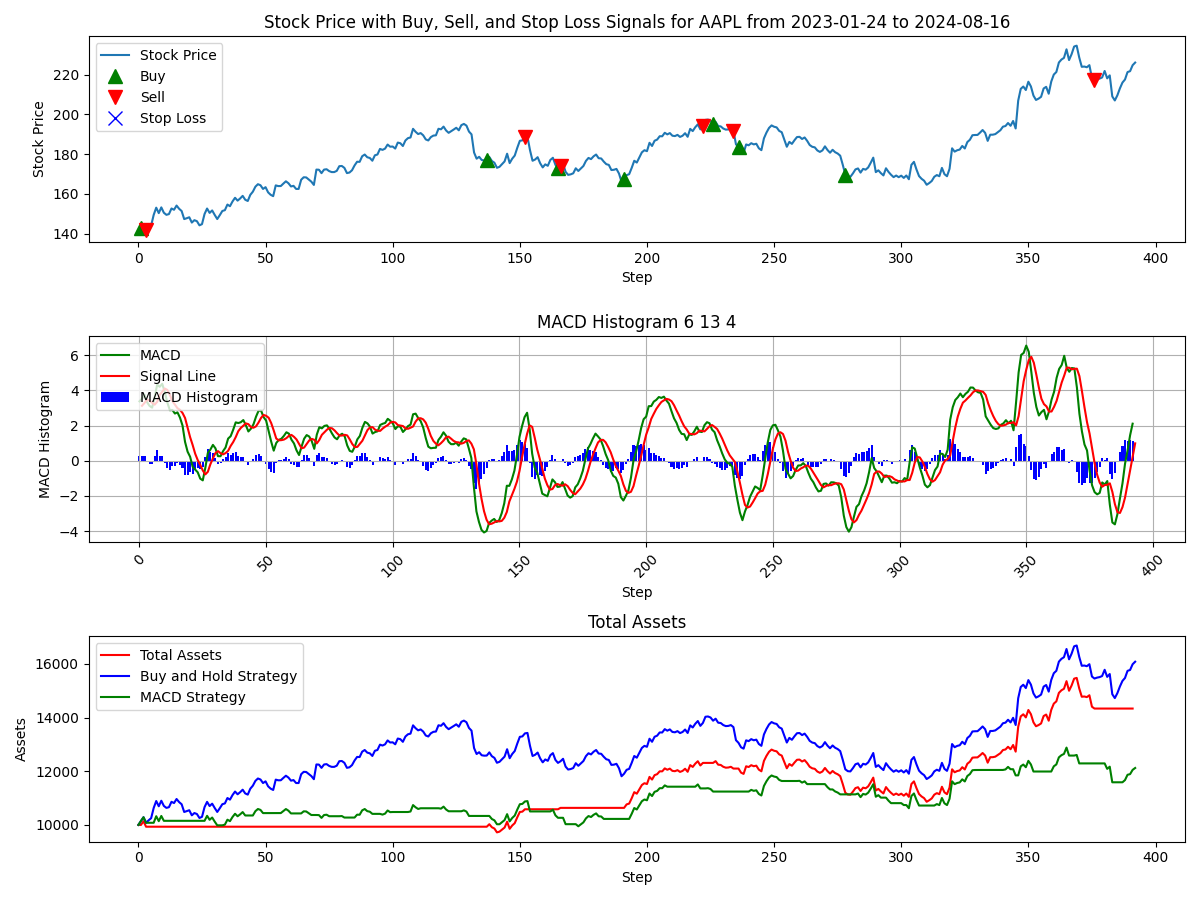 Stock Price with Buy, Sell, and Stop Loss Signals for AAPL from 2023-01-24 to 2024-08-16
Stock Price
Buy
Sell
Stop Loss
Stock Price
220
200
180
160
140
0 50 100 150 200 250 300 350 400
Step
MACD Histogram 6 13 4
MACD
Signal Line
MACD Histogram
MACD Histogram
6
4
2
0
−2
−4
0 50 100 150 200 250 300 350 400
Step
Total Assets
Total Assets
Buy and Hold Strategy
MACD Strategy
Assets
16000
14000
12000
10000
0 50 100 150 200 250 300 350 400
Step